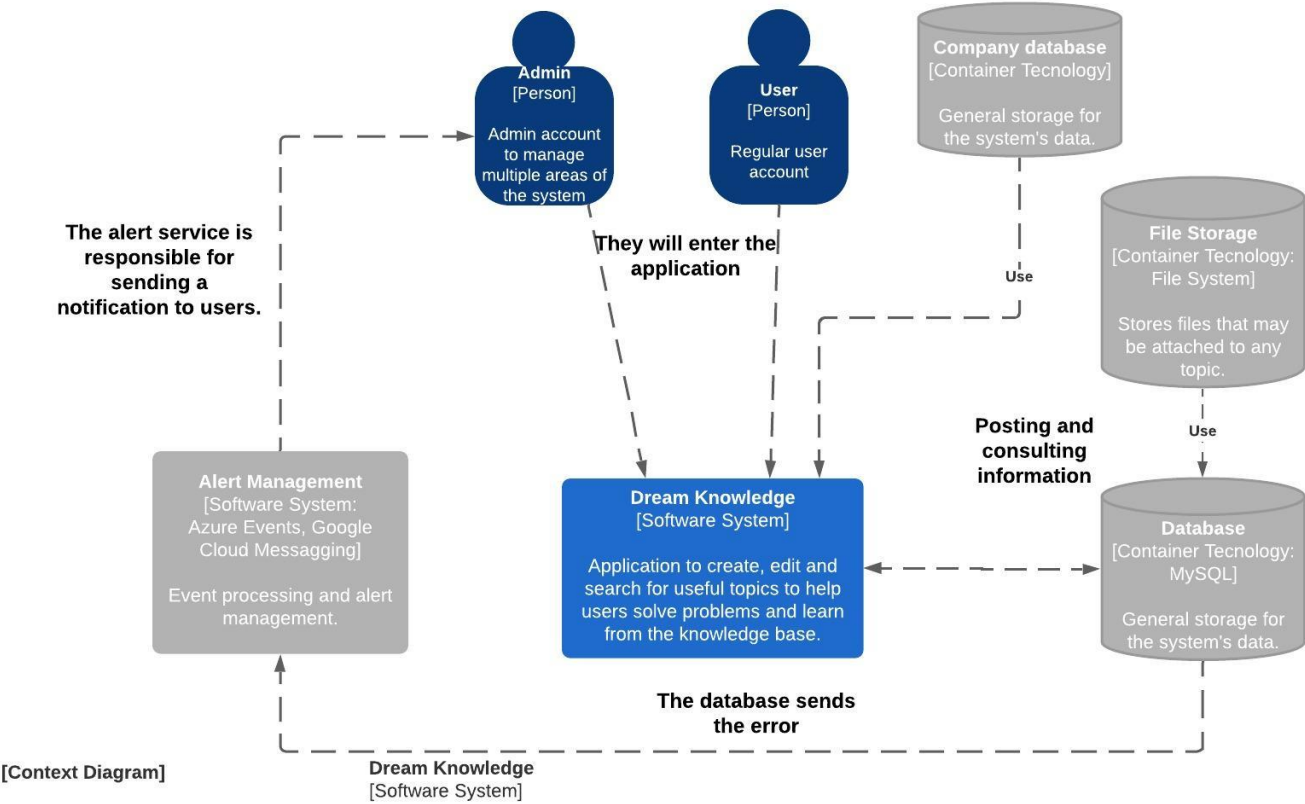 Admin
[Person]
Admin account
to manage
multiple areas of
the system
User
[Person]
Regular user
account
Company database
[Container Tecnology]
General storage for
the system's data.
File Storage
[Container Tecnology:
File System]
Stores files that may
be attached to any
topic.
The alert service is
responsible for
sending a
notification to users.
They will enter the
application
Use
Use
Posting and
consulting
information
Alert Management
[Software System:
Azure Events, Google
Cloud Messagging]
Event processing and alert
management.
Dream Knowledge
[Software System]
Application to create, edit and
search for useful topics to help
users solve problems and learn
from the knowledge base.
Database
[Container Tecnology:
MySQL]
General storage for
the system's data.
The database sends
the error
[Context Diagram]
Dream Knowledge
[Software System]